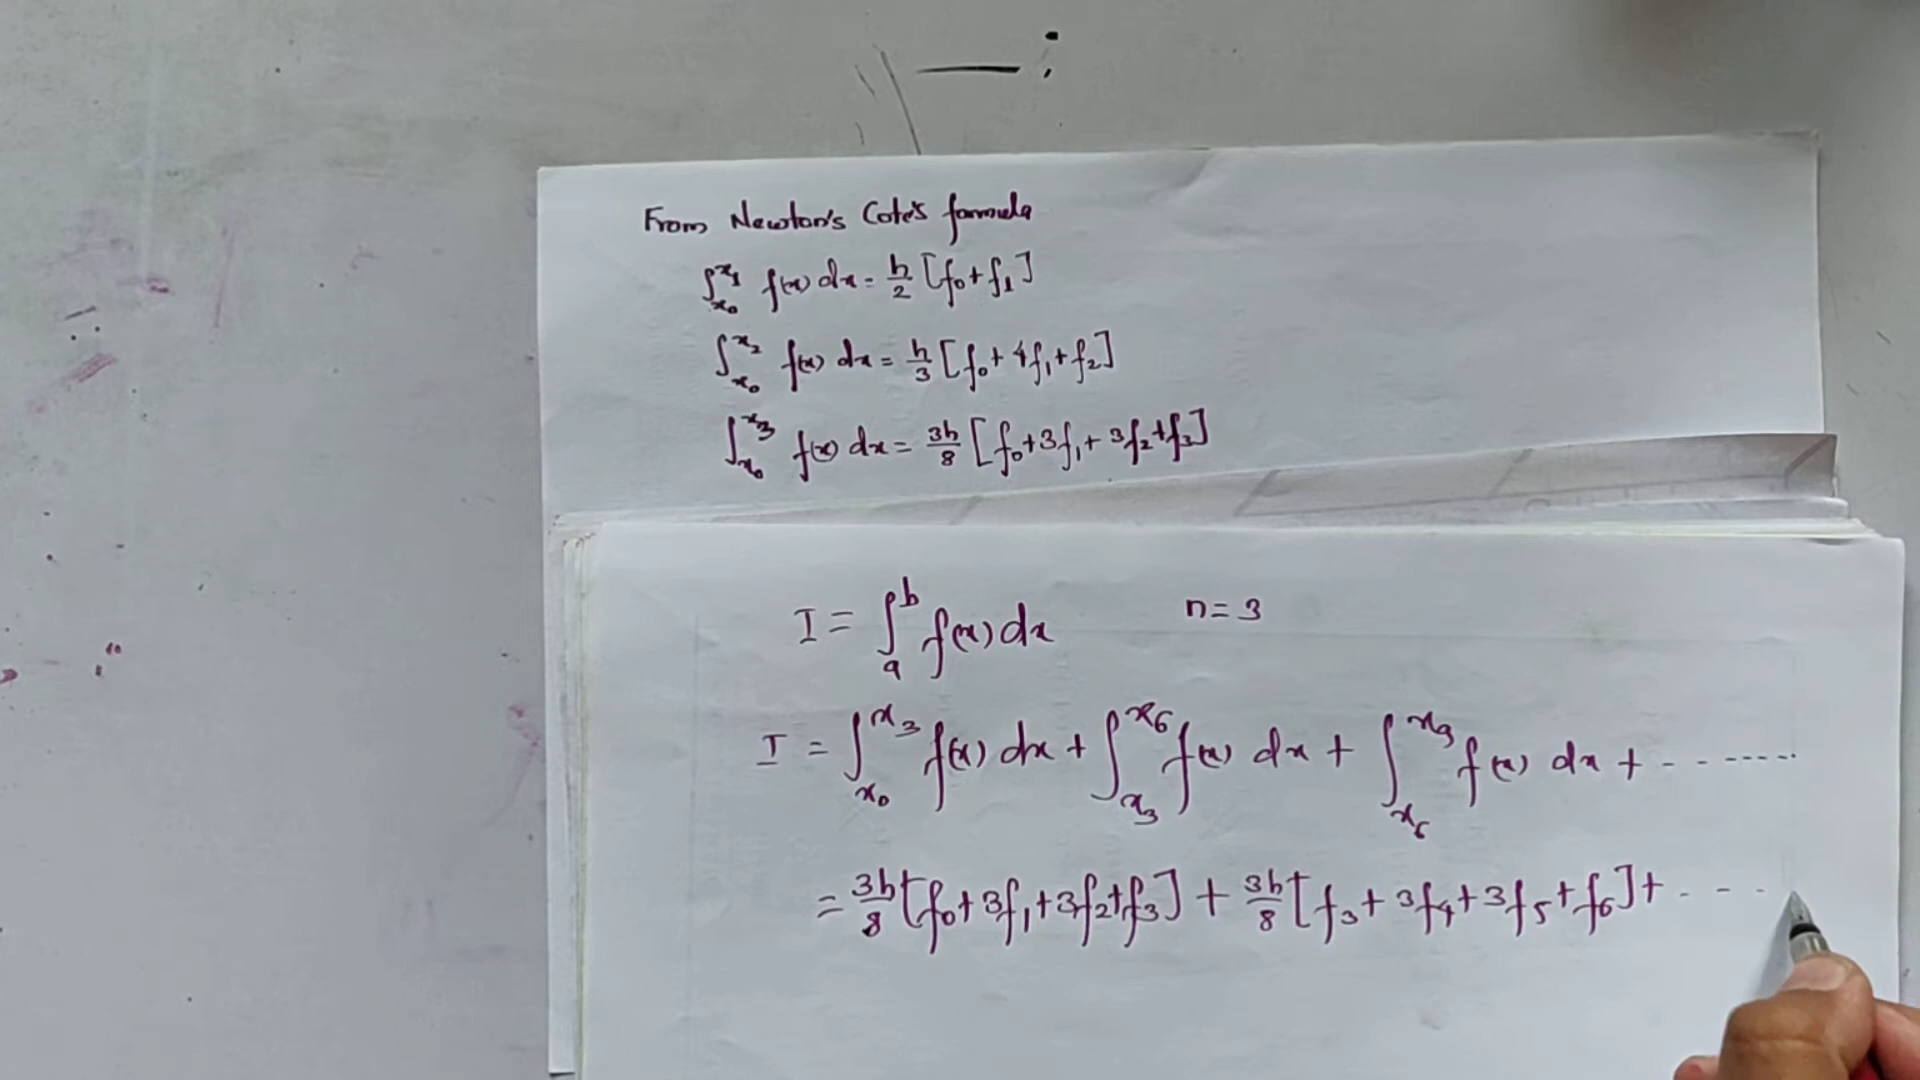 From Newton's Cote's formula
∫_{x₀}^{x₁} f(x) dx = h/2 [f₀ + f₁]
∫_{x₀}^{x₂} f(x) dx = h/3 [f₀ + 4f₁ + f₂]
∫_{x₀}^{x₃} f(x) dx = 3h/8 [f₀ + 3f₁ + 3f₂ + f₃]
I = ∫_a^b f(x) dx n = 3
I = ∫_{x₀}^{x₃} f(x) dx + ∫_{x₃}^{x₆} f(x) dx + ∫_{x₆}^{x₉} f(x) dx + - - - - - - -
= 3h/8 [f₀ + 3f₁ + 3f₂ + f₃] + 3h/8 [f₃ + 3f₄ + 3f₅ + f₆] + - - - -